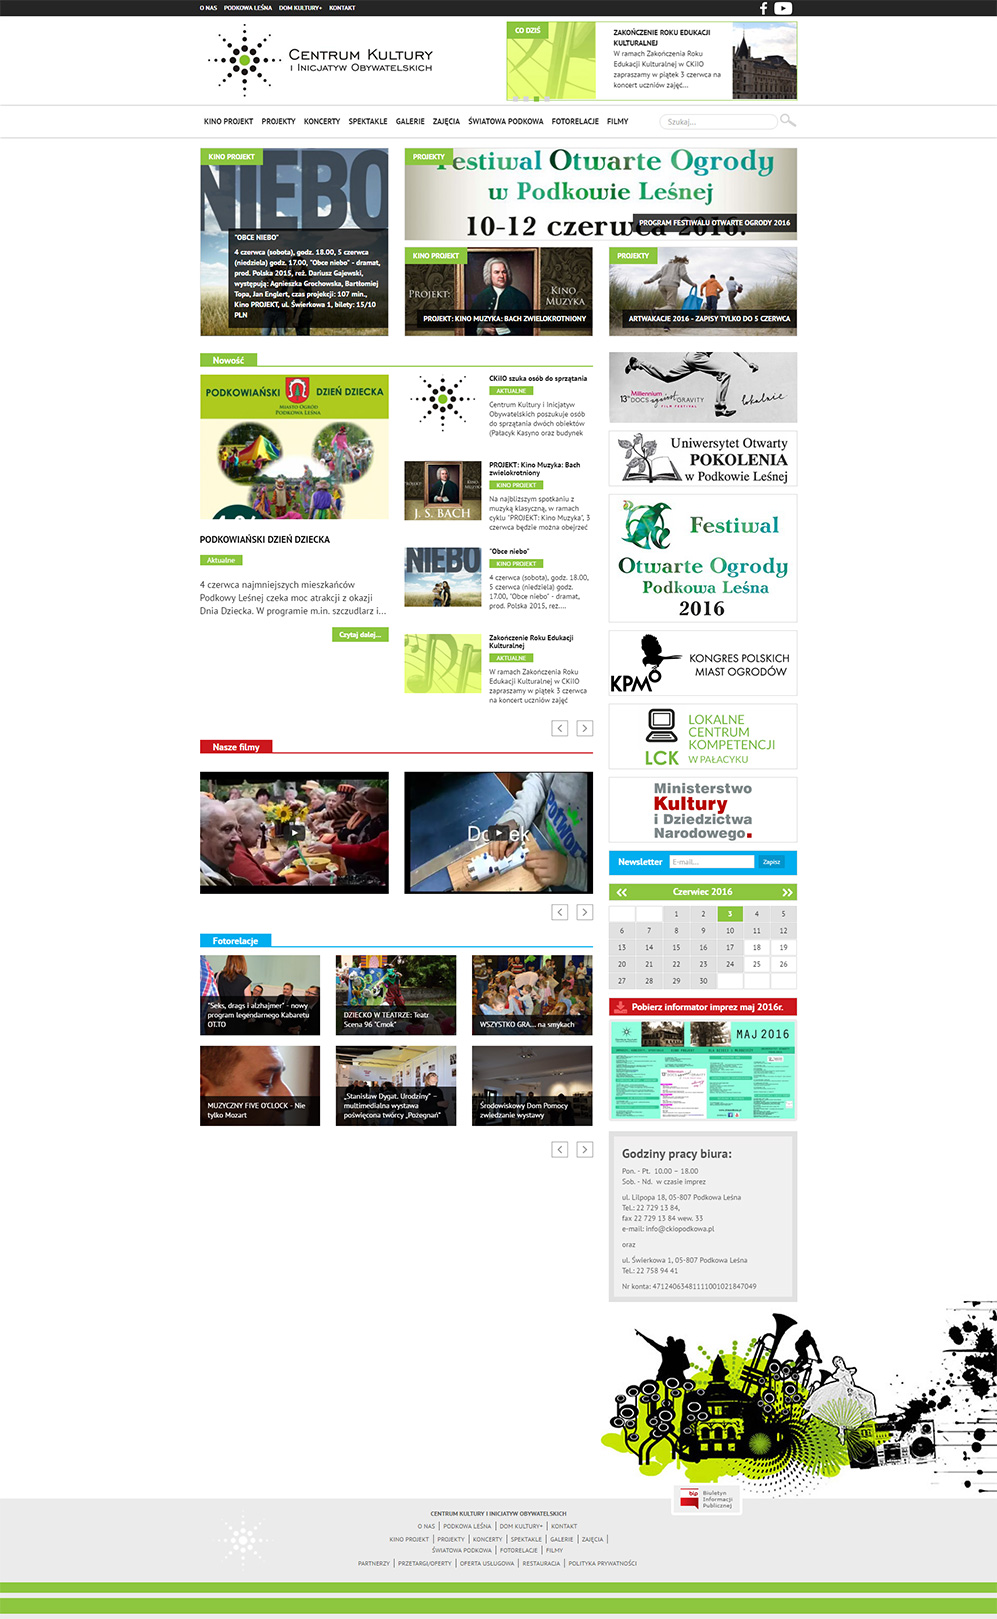 O NAS PODKOWA LEŚNA DOM KULTURY+ KONTAKT
CENTRUM KULTURY
I INICJATYW OBYWATELSKICH
CO DZIŚ
ZAKOŃCZENIE ROKU EDUKACJI
KULTURALNEJ
W ramach Zakończenia Roku
Edukacji Kulturalnej w CKiIO
zapraszamy w piątek 3 czerwca na
koncert uczniów zajęć...
KINO PROJEKT PROJEKTY KONCERTY SPEKTAKLE GALERIE ZAJĘCIA ŚWIATOWA PODKOWA FOTORELACJE FILMY
Szukaj...
KINO PROJEKT
NIEBO
"OBCE NIEBO"
4 czerwca (sobota), godz. 18.00, 5 czerwca
(niedziela) godz. 17.00, "Obce niebo" - dramat,
prod. Polska 2015, reż. Dariusz Gajewski,
występują: Agnieszka Grochowska, Bartłomiej
Topa, Jan Englert, czas projekcji: 107 min.,
Kino PROJEKT, ul. Świerkowa 1, bilety: 15/10
PLN
PROJEKTY
Festiwal Otwarte Ogrody
w Podkowie Leśnej
10-12 czerwca 2016.
PROGRAM FESTIWALU OTWARTE OGRODY 2016
KINO PROJEKT
PROJEKT:
KINO
MUZYKA
PROJEKT: KINO MUZYKA: BACH ZWIELOKROTNIONY
PROJEKTY
ARTWAKACJE 2016 - ZAPISY TYLKO DO 5 CZERWCA
Nowość
PODKOWIAŃSKI DZIEŃ DZIECKA
MIASTO OGRÓD
PODKOWA LEŚNA
PODKOWIAŃSKI DZIEŃ DZIECKA
Aktualne
4 czerwca najmniejszych mieszkańców
Podkowy Leśnej czeka moc atrakcji z okazji
Dnia Dziecka. W programie m.in. szczudlarz i...
Czytaj dalej...
CKiIO szuka osób do sprzątania
AKTUALNE
Centrum Kultury i Inicjatyw
Obywatelskich poszukuje osób
do sprzątania dwóch obiektów
(Pałacyk Kasyno oraz budynek
J. S. BACH
PROJEKT: Kino Muzyka: Bach
zwielokrotniony
KINO PROJEKT
Na najbliższym spotkaniu z
muzyką klasyczną, w ramach
cyklu "PROJEKT: Kino Muzyka", 3
czerwca będzie można obejrzeć
NIEBO
"Obce niebo"
KINO PROJEKT
4 czerwca (sobota), godz. 18.00,
5 czerwca (niedziela) godz.
17.00, "Obce niebo" - dramat,
prod. Polska 2015, reż....
Zakończenie Roku Edukacji
Kulturalnej
AKTUALNE
W ramach Zakończenia Roku
Edukacji Kulturalnej w CKiIO
zapraszamy w piątek 3 czerwca
na koncert uczniów zajęć
Millennium
13th DOCS against GRAVITY
FILM FESTIVAL
lokalnie
Uniwersytet Otwarty
POKOLENIA
w Podkowie Leśnej
Festiwal
Otwarte Ogrody
Podkowa Leśna
2016
KPMO
KONGRES POLSKICH
MIAST OGRODÓW
LCK
LOKALNE
CENTRUM
KOMPETENCJI
W PAŁACYKU
Ministerstwo
Kultury
i Dziedzictwa
Narodowego.
Nasze filmy
Newsletter E-mail... Zapisz
Czerwiec 2016
1 2 3 4 5
6 7 8 9 10 11 12
13 14 15 16 17 18 19
20 21 22 23 24 25 26
27 28 29 30
Pobierz informator imprez maj 2016r.
MAJ 2016
Fotorelacje
"Seks, drags i alzhajmer" - nowy
program legendarnego Kabaretu
OT.TO
DZIECKO W TEATRZE: Teatr
Scena 96 "Cmok"
WSZYSTKO GRA... na smykach
MUZYCZNY FIVE O'CLOCK - Nie
tylko Mozart
„Stanisław Dygat. Urodziny” -
multimedialna wystawa
poświęcona twórcy „Pożegnań”
Środowiskowy Dom Pomocy
zwiedzanie wystawy
Godziny pracy biura:
Pon. - Pt. 10.00 – 18.00
Sob. - Nd. w czasie imprez
ul. Lilpopa 18, 05-807 Podkowa Leśna
Tel.: 22 729 13 84,
fax 22 729 13 84 wew. 33
e-mail: info@ckiopodkowa.pl
oraz
ul. Świerkowa 1, 05-807 Podkowa Leśna
Tel.: 22 758 94 41
Nr konta: 47124063481111001021847049
bip
Biuletyn
Informacji
Publicznej
CENTRUM KULTURY I INICJATYW OBYWATELSKICH
O NAS | PODKOWA LEŚNA | DOM KULTURY+ | KONTAKT
KINO PROJEKT | PROJEKTY | KONCERTY | SPEKTAKLE | GALERIE | ZAJĘCIA |
ŚWIATOWA PODKOWA | FOTORELACJE | FILMY
PARTNERZY | PRZETARGI/OFERTY | OFERTA USŁUGOWA | RESTAURACJA | POLITYKA PRYWATNOŚCI